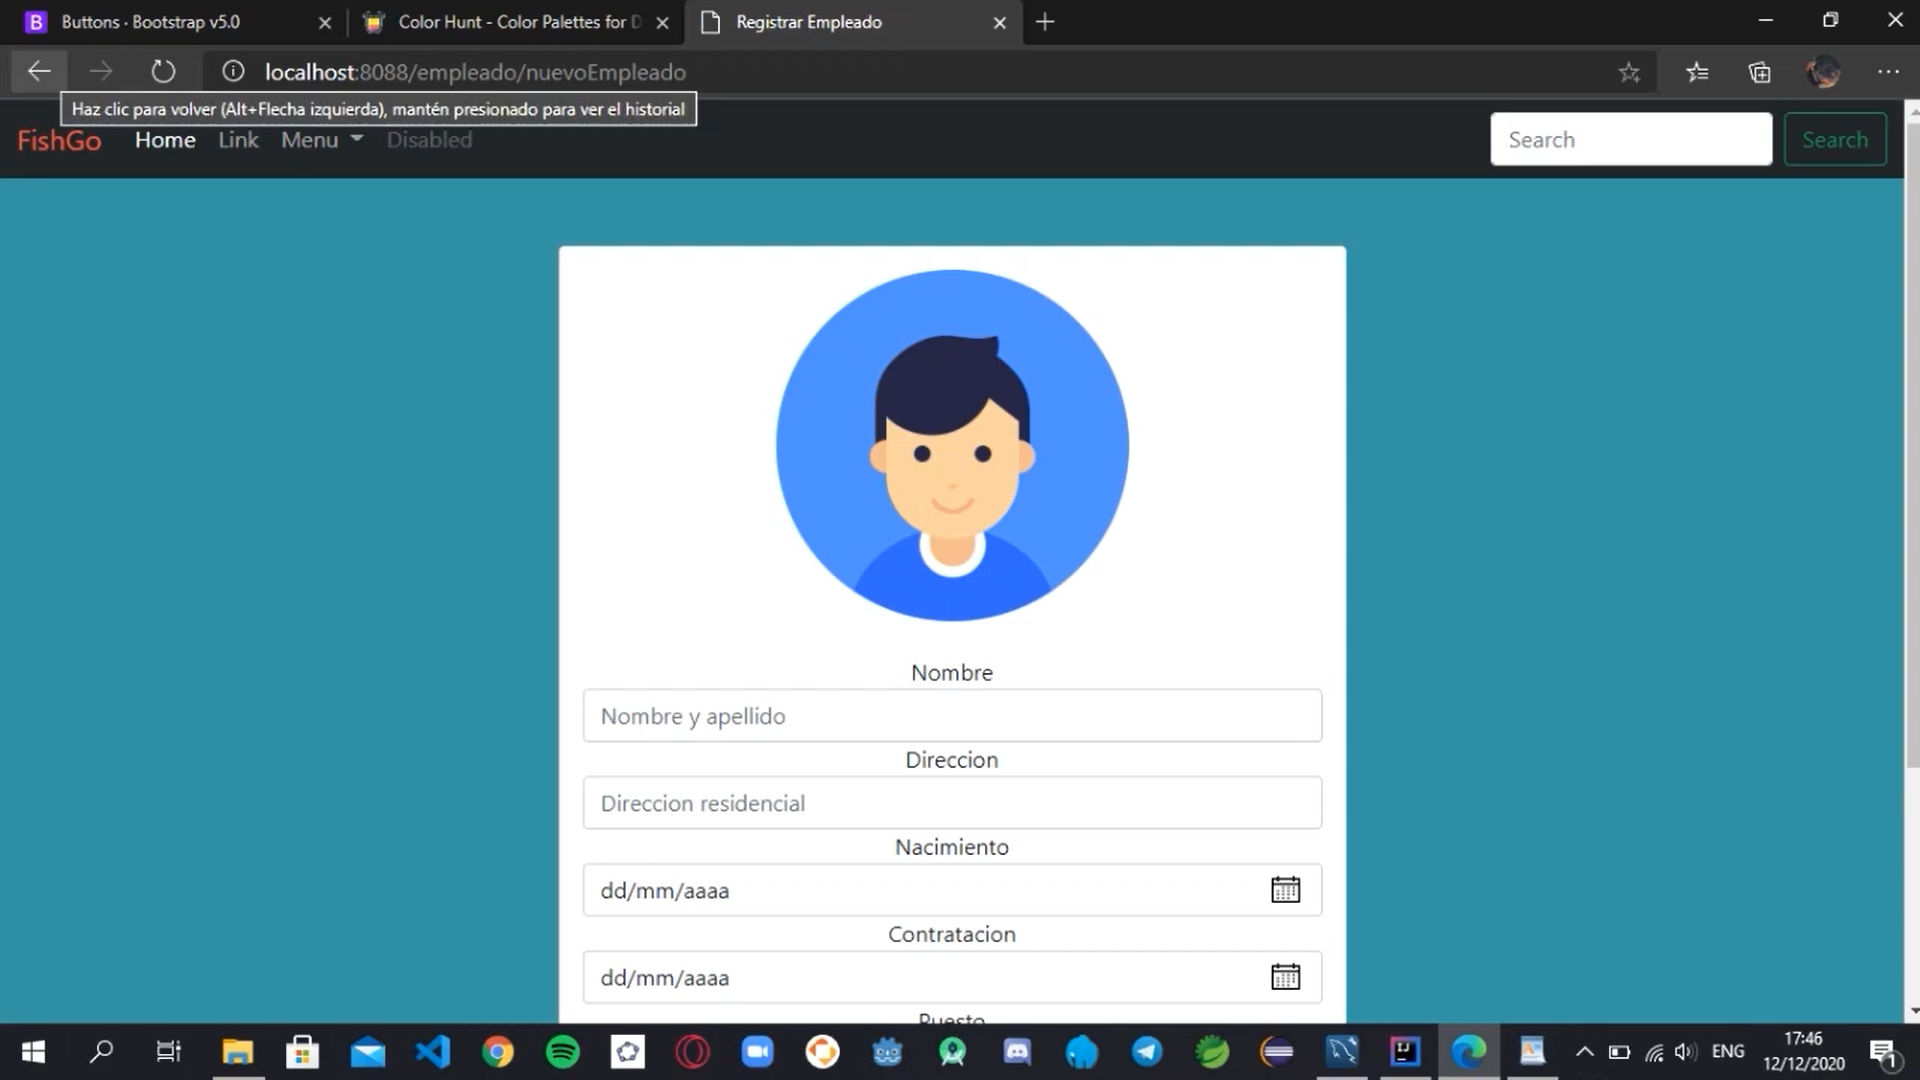 B Buttons · Bootstrap v5.0
Color Hunt - Color Palettes for D
Registrar Empleado
localhost:8088/empleado/nuevoEmpleado
Haz clic para volver (Alt+Flecha izquierda), mantén presionado para ver el historial
FishGo Home Link Menu Disabled
Search Search
Nombre
Nombre y apellido
Direccion
Direccion residencial
Nacimiento
dd/mm/aaaa
Contratacion
dd/mm/aaaa
Puesto
ENG
17:46
12/12/2020
1